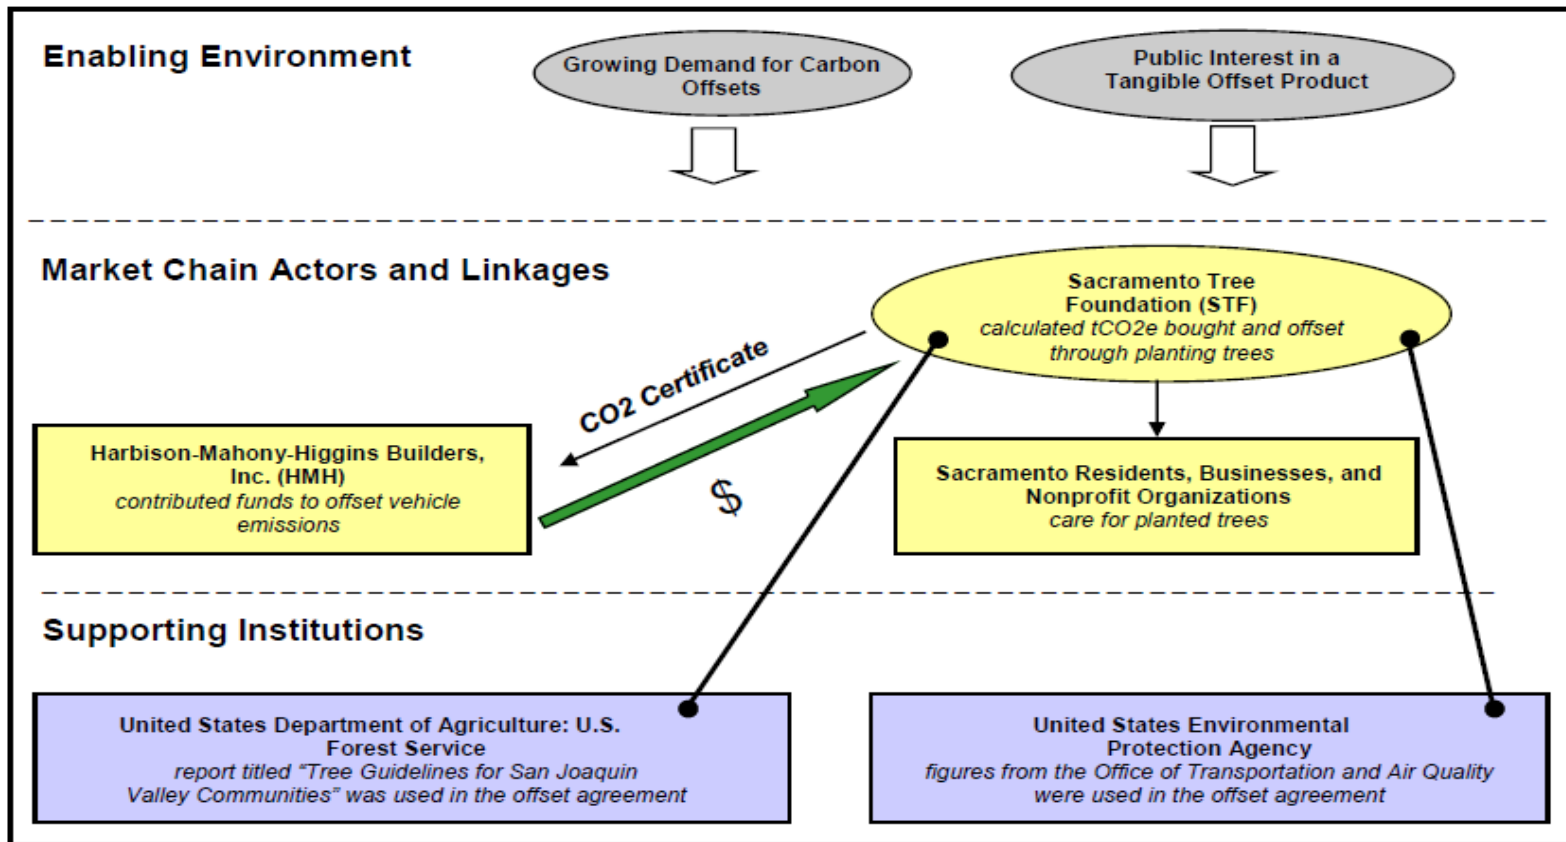 Enabling Environment
Growing Demand for Carbon
Offsets
Public Interest in a
Tangible Offset Product
Market Chain Actors and Linkages
Sacramento Tree
Foundation (STF)
calculated tCO2e bought and offset
through planting trees
CO2 Certificate
$
Harbison-Mahony-Higgins Builders,
Inc. (HMH)
contributed funds to offset vehicle
emissions
Sacramento Residents, Businesses, and
Nonprofit Organizations
care for planted trees
Supporting Institutions
United States Department of Agriculture: U.S.
Forest Service
report titled “Tree Guidelines for San Joaquin
Valley Communities” was used in the offset agreement
United States Environmental
Protection Agency
figures from the Office of Transportation and Air Quality
were used in the offset agreement